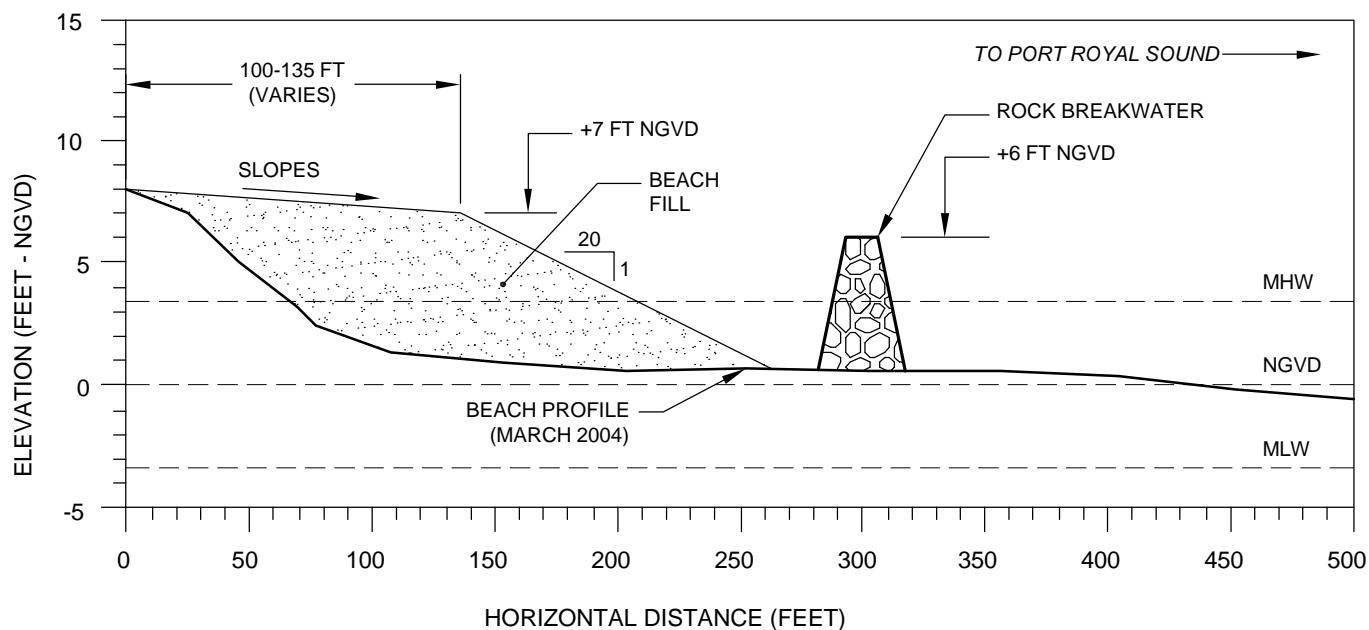 15
10
5
0
-5
ELEVATION (FEET - NGVD)
100-135 FT
(VARIES)
SLOPES
+7 FT NGVD
BEACH
FILL
20
1
TO PORT ROYAL SOUND
ROCK BREAKWATER
+6 FT NGVD
MHW
NGVD
MLW
BEACH PROFILE
(MARCH 2004)
0 50 100 150 200 250 300 350 400 450 500
HORIZONTAL DISTANCE (FEET)